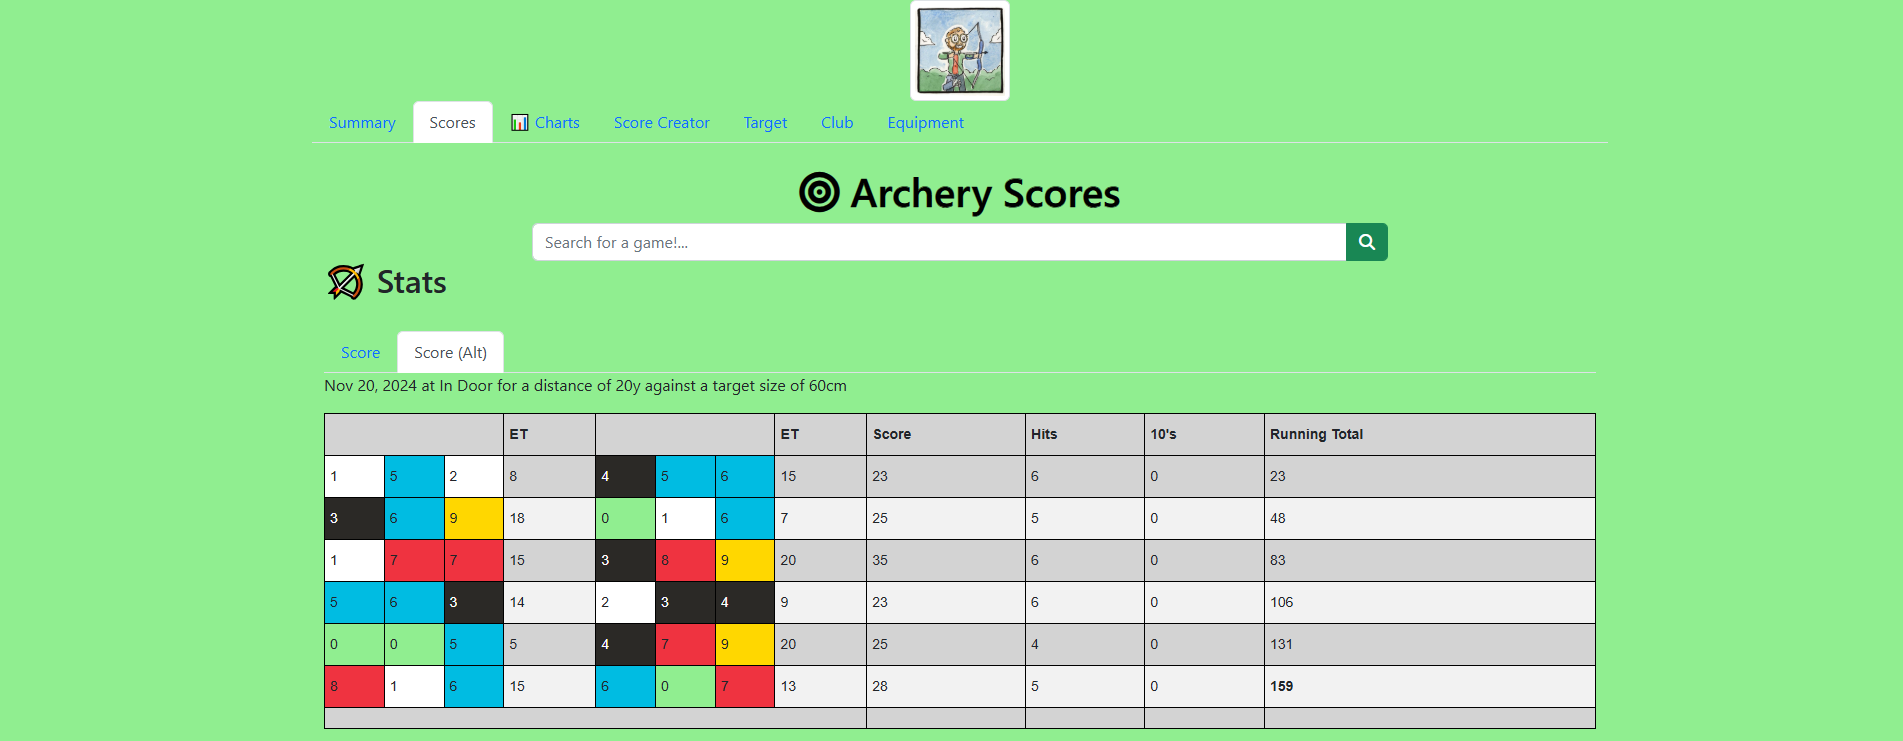 Summary Scores Charts Score Creator Target Club Equipment
Archery Scores
Search for a game!...
Stats
Score Score (Alt)
Nov 20, 2024 at In Door for a distance of 20y against a target size of 60cm
ET ET Score Hits 10's Running Total
1 5 2 8 4 5 6 15 23 6 0 23
3 6 9 18 0 1 6 7 25 5 0 48
1 7 7 15 3 8 9 20 35 6 0 83
5 6 3 14 2 3 4 9 23 6 0 106
0 0 5 5 4 7 9 20 25 4 0 131
8 1 6 15 6 0 7 13 28 5 0 159